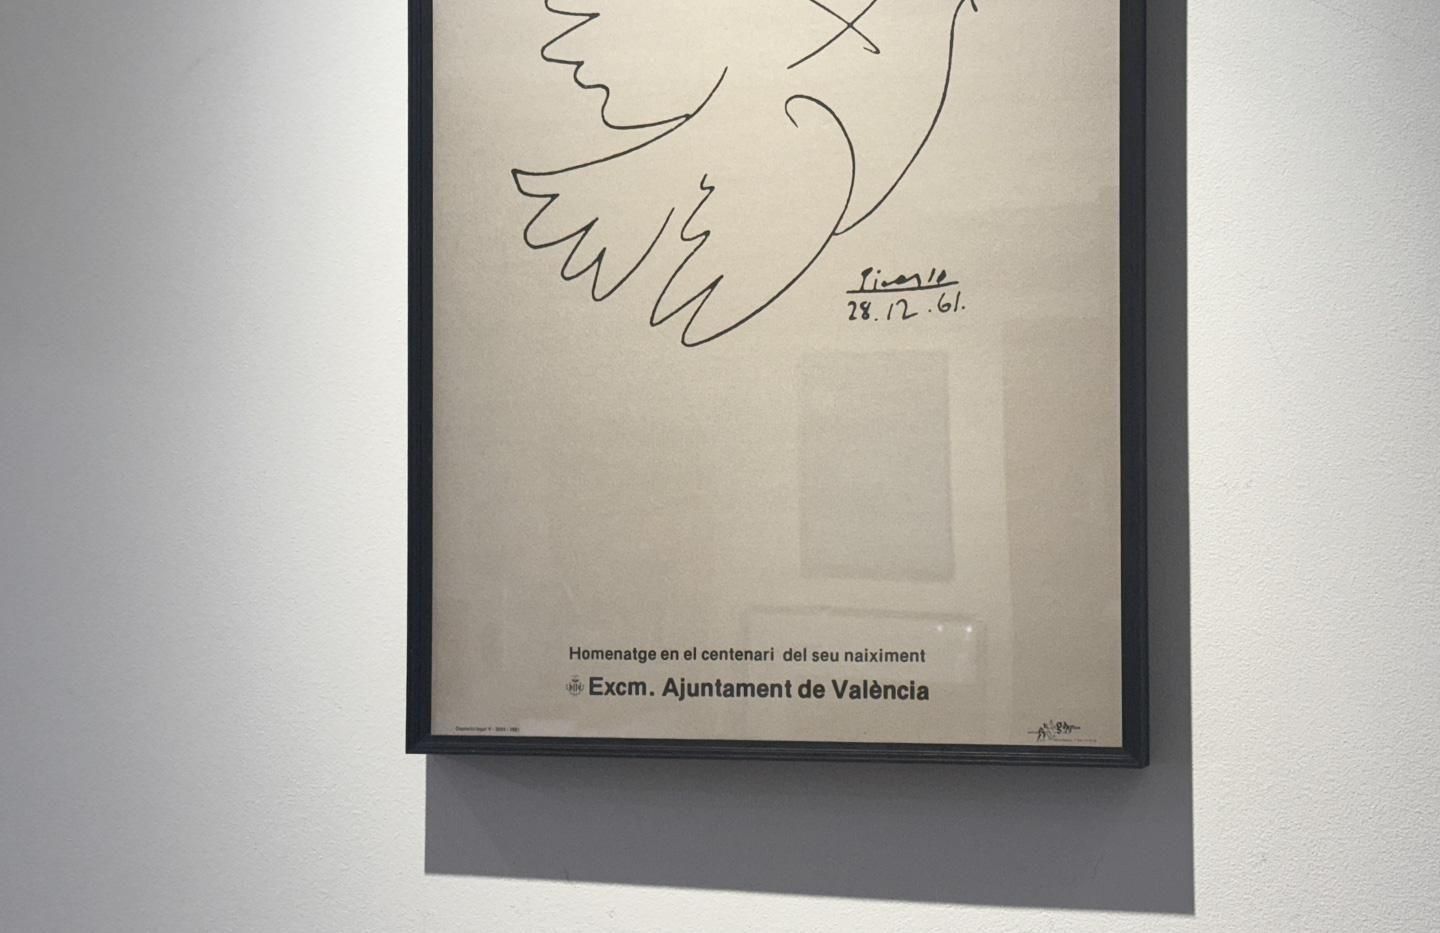 Picasso
28.12.61.
Homenatge en el centenari del seu naiximent
Excm. Ajuntament de València